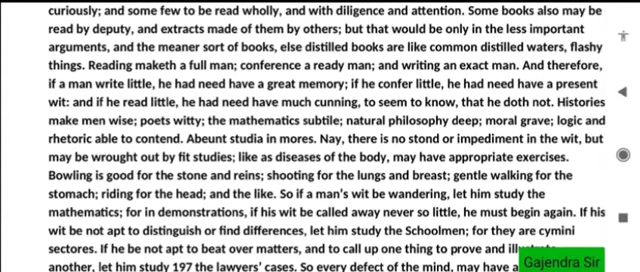 curiously; and some few to be read wholly, and with diligence and attention. Some books also may be
read by deputy, and extracts made of them by others; but that would be only in the less important
arguments, and the meaner sort of books, else distilled books are like common distilled waters, flashy
things. Reading maketh a full man; conference a ready man; and writing an exact man. And therefore,
if a man write little, he had need have a great memory; if he confer little, he had need have a present
wit: and if he read little, he had need have much cunning, to seem to know, that he doth not. Histories
make men wise; poets witty; the mathematics subtile; natural philosophy deep; moral grave; logic and
rhetoric able to contend. Abeunt studia in mores. Nay, there is no stond or impediment in the wit, but
may be wrought out by fit studies; like as diseases of the body, may have appropriate exercises.
Bowling is good for the stone and reins; shooting for the lungs and breast; gentle walking for the
stomach; riding for the head; and the like. So if a man's wit be wandering, let him study the
mathematics; for in demonstrations, if his wit be called away never so little, he must begin again. If his
wit be not apt to distinguish or find differences, let him study the Schoolmen; for they are cymini
sectores. If he be not apt to beat over matters, and to call up one thing to prove and
another, let him study 197 the lawyers' cases. So every defect of the mind, may have a
Gajendra Sir